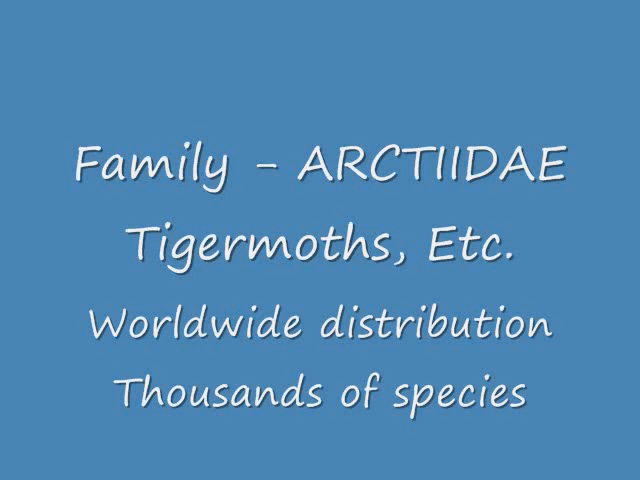 Family - ARCTIIDAE
Tigermoths, Etc.
Worldwide distribution
Thousands of species